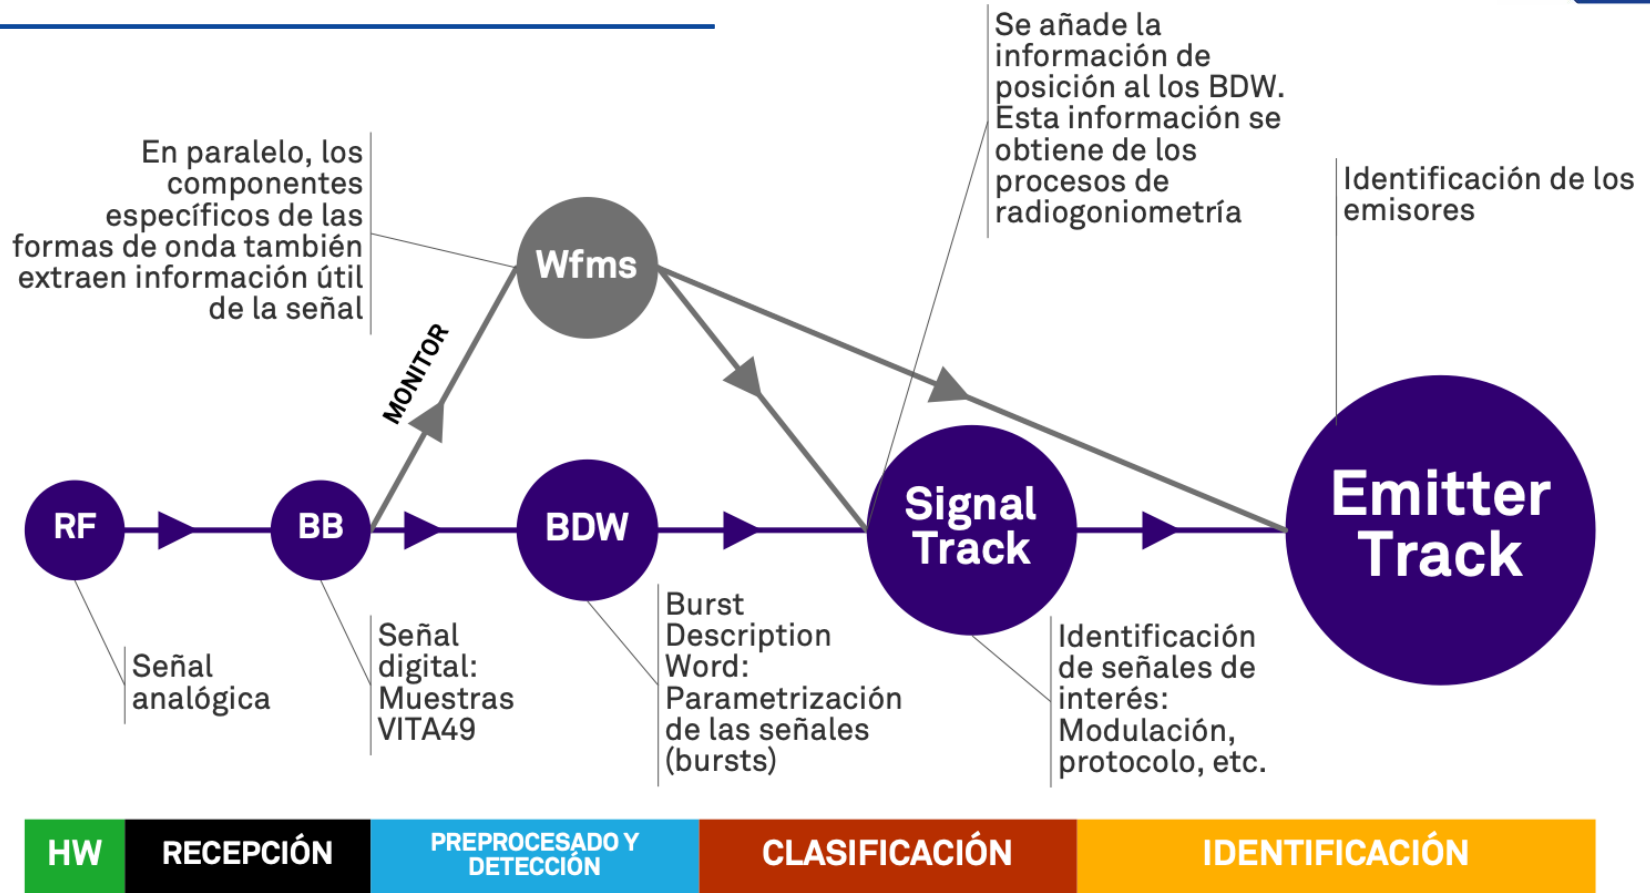 Se añade la
información de
posición al los BDW.
Esta información se
obtiene de los
procesos de
radiogoniometría
En paralelo, los
componentes
específicos de las
formas de onda también
extraen información útil
de la señal
Identificación de los
emisores
Wfms
MONITOR
RF
BB
BDW
Signal
Track
Emitter
Track
Señal
analógica
Señal
digital:
Muestras
VITA49
Burst
Description
Word:
Parametrización
de las señales
(bursts)
Identificación
de señales de
interés:
Modulación,
protocolo, etc.
HW
RECEPCIÓN
PREPROCESADO Y
DETECCIÓN
CLASIFICACIÓN
IDENTIFICACIÓN